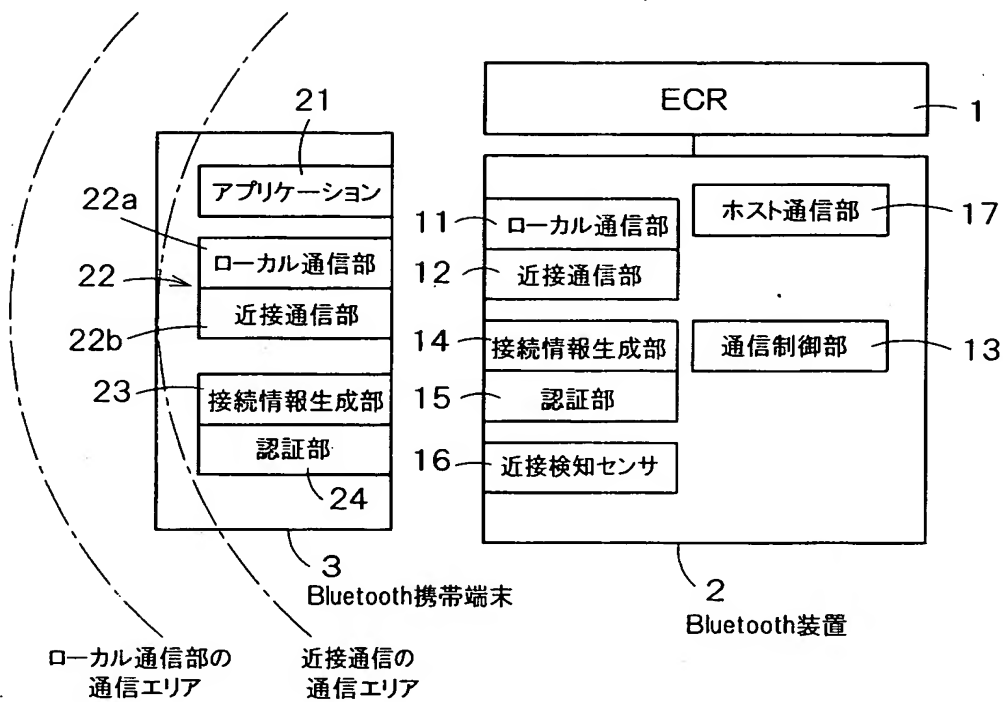 ECR
1
21
アプリケーション
22a
ローカル通信部
22
近接通信部
22b
23
接続情報生成部
認証部
24
3
Bluetooth携帯端末
11
ローカル通信部
12
近接通信部
14
接続情報生成部
15
認証部
16
近接検知センサ
ホスト通信部
17
通信制御部
13
2
Bluetooth装置
ローカル通信部の
通信エリア
近接通信の
通信エリア